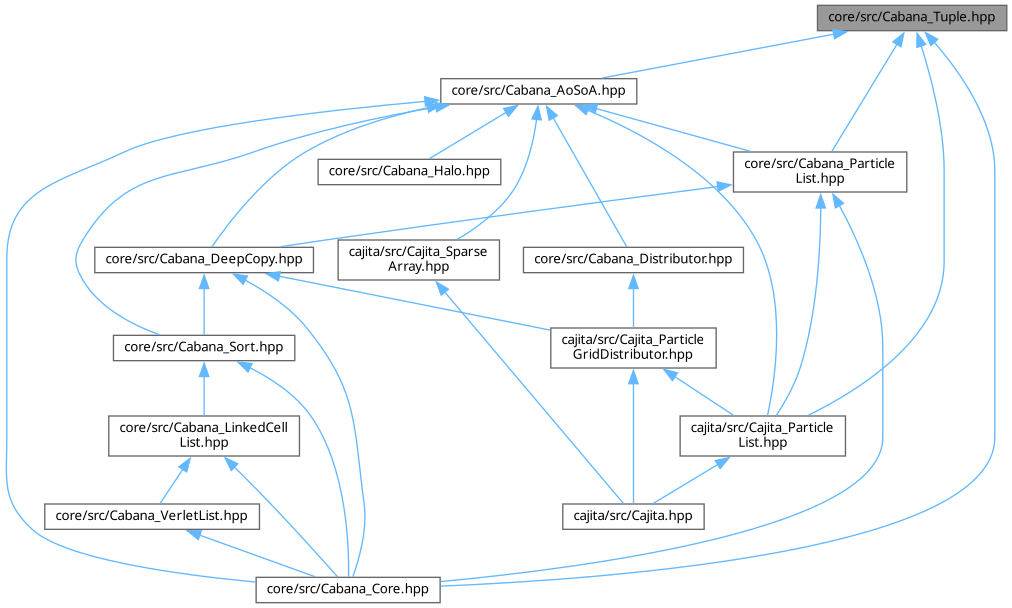 core/src/Cabana_Tuple.hpp
core/src/Cabana_AoSoA.hpp
core/src/Cabana_Halo.hpp
core/src/Cabana_Particle
List.hpp
core/src/Cabana_DeepCopy.hpp
cajita/src/Cajita_Sparse
Array.hpp
core/src/Cabana_Distributor.hpp
core/src/Cabana_Sort.hpp
cajita/src/Cajita_Particle
GridDistributor.hpp
core/src/Cabana_LinkedCell
List.hpp
cajita/src/Cajita_Particle
List.hpp
core/src/Cabana_VerletList.hpp
cajita/src/Cajita.hpp
core/src/Cabana_Core.hpp